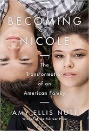 BECOMING
NICOLE
The
Transformation
of an
American Family
AMY ELLIS NUTT